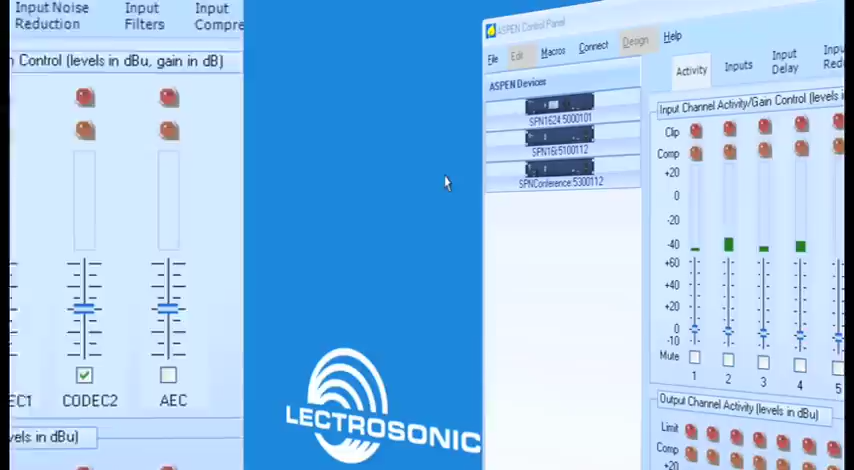 Input Noise
Reduction
Input
Filters
Input
Compre
n Control (levels in dBu, gain in dB)
EC1
CODEC2
AEC
vels in dBu)
LECTROSONIC
ASPEN Control Panel
File
Edit
Macros
Connect
Design
Help
ASPEN Devices
SPN1624:5000101
SPN16i:5100112
SPNConference:5300112
Activity
Inputs
Input
Delay
Inpu
Redu
Input Channel Activity/Gain Control (levels i
Clip
Comp
+20
0
-20
-40
+60
+40
+20
0
-10
Mute
1
2
3
4
5
Output Channel Activity (levels in dBu)
Limit
Comp
+20